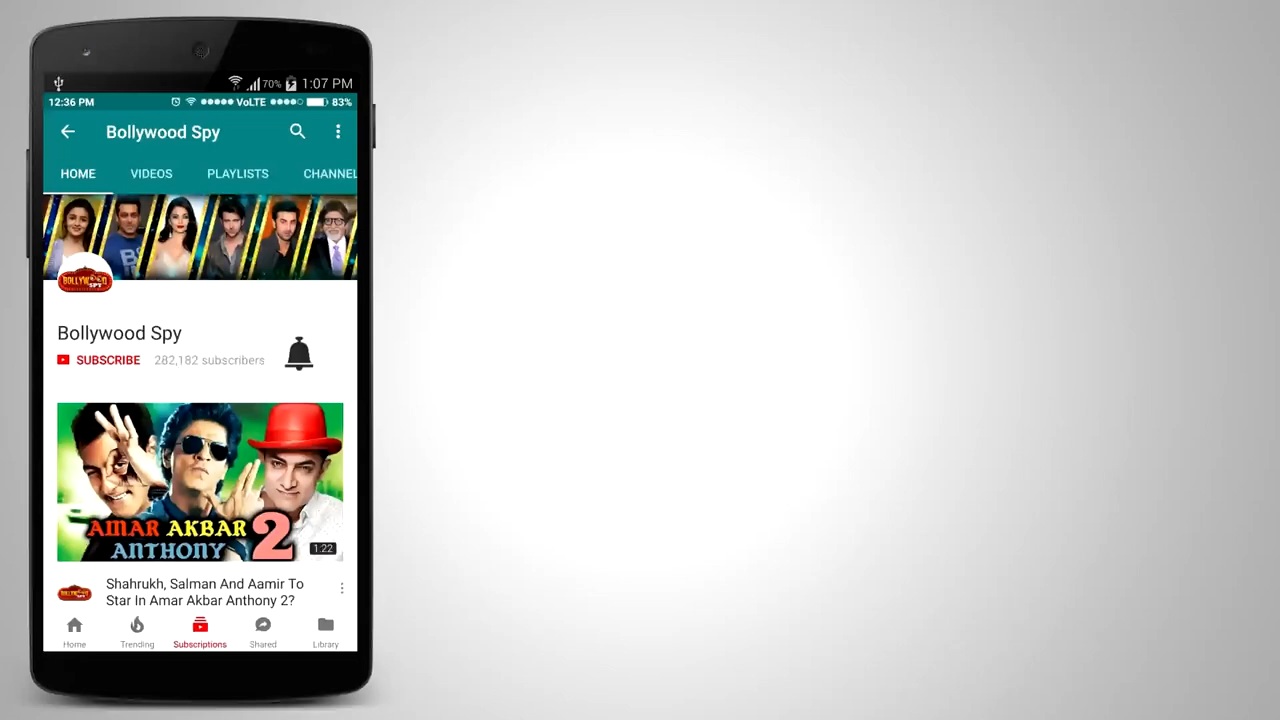 70% 1:07 PM
12:36 PM VoLTE 83%
Bollywood Spy
HOME VIDEOS PLAYLISTS CHANNEL
BOLLYWOOD
SPY
Bollywood Spy
SUBSCRIBE 282,182 subscribers
AMAR AKBAR
ANTHONY 2
1:22
Shahrukh, Salman And Aamir To
Star In Amar Akbar Anthony 2?
Home Trending Subscriptions Shared Library